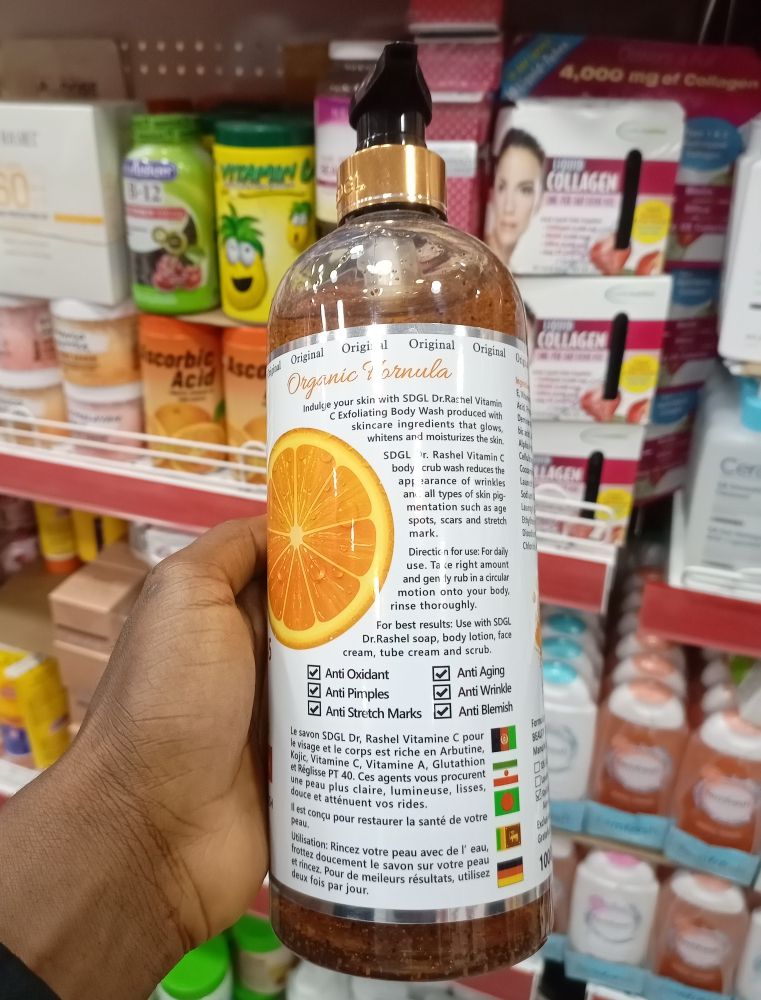 SDGL
Original Original Original Original Original
Organic Formula
Indulge your skin with SDGL Dr.Rachel Vitamin
C Exfoliating Body Wash produced with
skincare ingredients that glows,
whitens and moisturizes the skin.
SDGL Dr. Rashel Vitamin C
body scrub wash reduces the
appearance of wrinkles
and all types of skin pig-
mentation such as age
spots, scars and stretch
mark.
Direction for use: For daily
use. Take right amount
and gently rub in a circular
motion onto your body,
rinse thoroughly.
For best results: Use with SDGL
Dr.Rashel soap, body lotion, face
cream, tube cream and scrub.
Anti Oxidant Anti Aging
Anti Pimples Anti Wrinkle
Anti Stretch Marks Anti Blemish
Le savon SDGL Dr, Rashel Vitamine C pour
le visage et le corps est riche en Arbutine,
Kojic, Vitamine C, Vitamine A, Glutathion
et Réglisse PT 40. Ces agents vous procurent
une peau plus claire, lumineuse, lisses,
douce et atténuent vos rides.
Il est conçu pour restaurer la santé de votre
peau.
Utilisation: Rincez votre peau avec de l' eau,
frottez doucement le savon sur votre peau
et rincez. Pour de meileurs résultats, utilisez
deux fois par jour.
B-12
VITAMIN C
Ascorbic
Acid
4,000 mg of Collagen
LIQUID
COLLAGEN
LIQUID
COLLAGEN